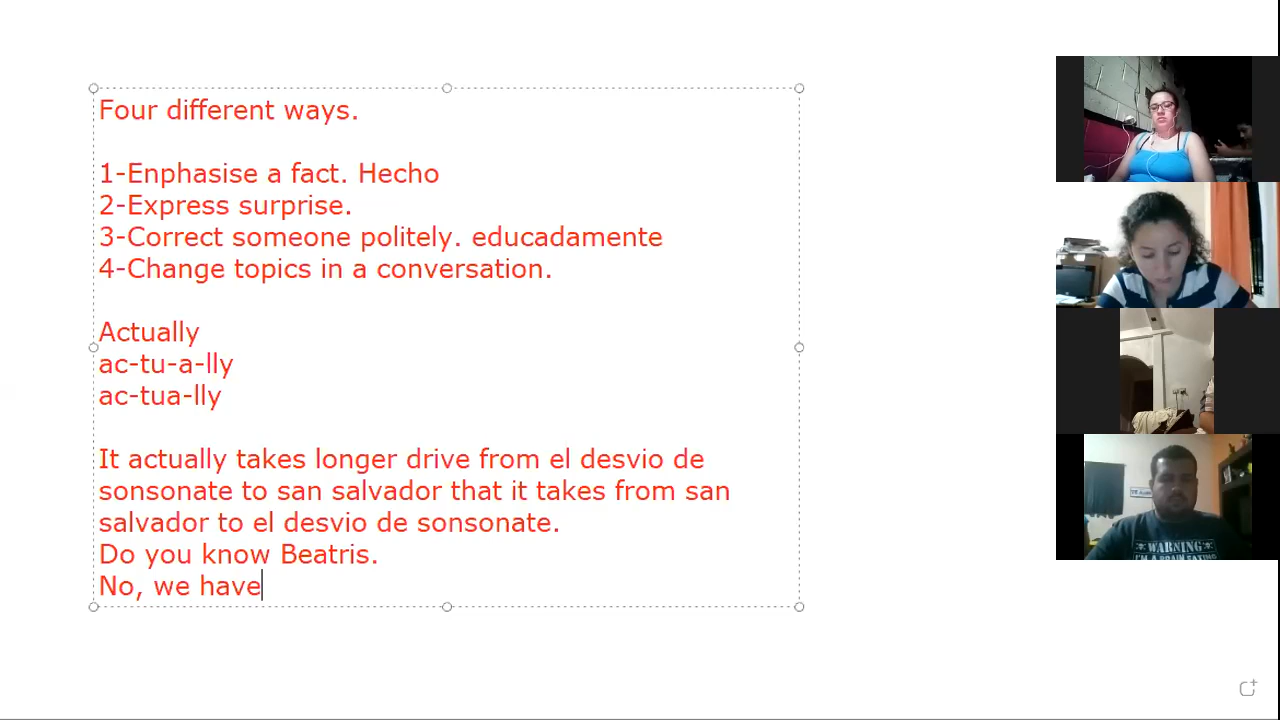 Four different ways.
1-Enphasise a fact. Hecho
2-Express surprise.
3-Correct someone politely. educadamente
4-Change topics in a conversation.
Actually
ac-tu-a-lly
ac-tua-lly
It actually takes longer drive from el desvio de
sonsonate to san salvador that it takes from san
salvador to el desvio de sonsonate.
Do you know Beatris.
No, we have
WARNING
I'M A BRAIN EATING